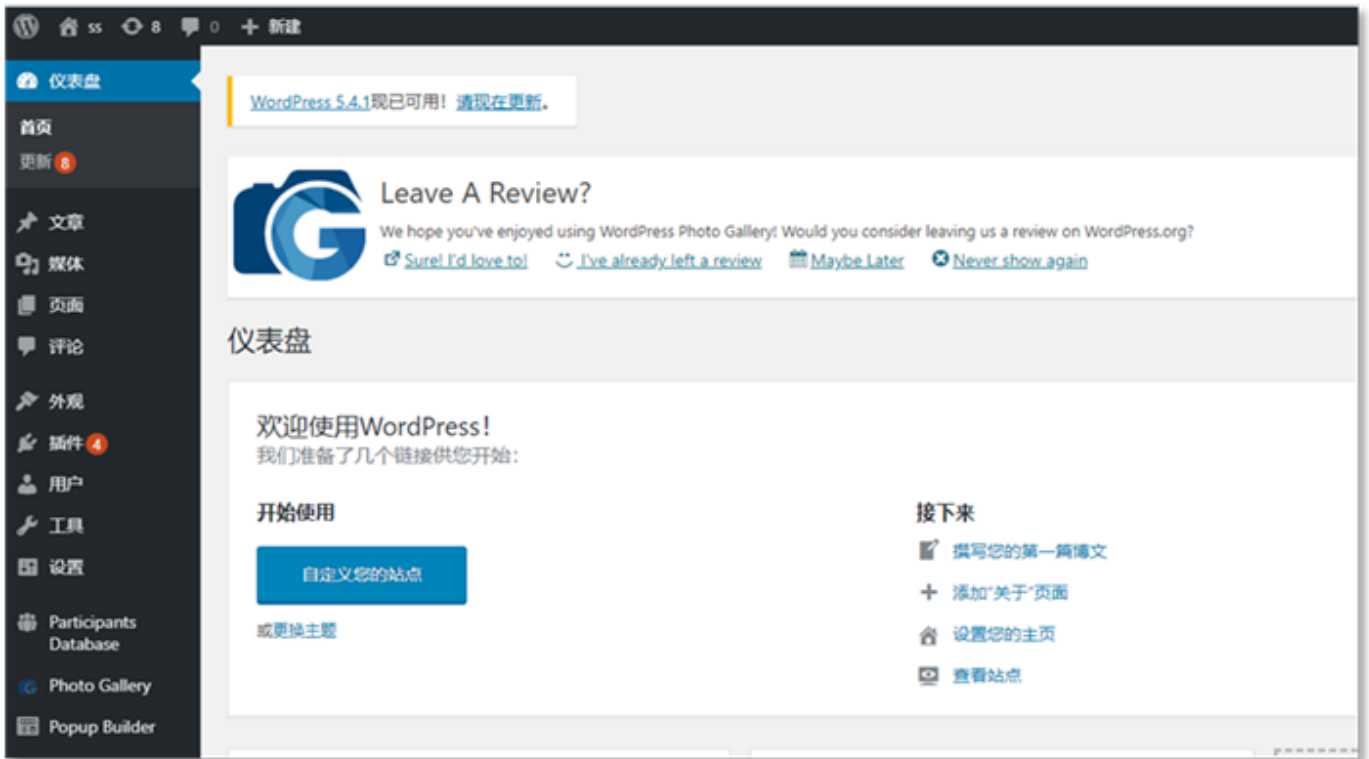 ss 8 0 + 新建
仪表盘
首页
更新 8
文章
媒体
页面
评论
外观
插件 4
用户
工具
设置
Participants
Database
Photo Gallery
Popup Builder
WordPress 5.4.1现已可用！请现在更新。
Leave A Review?
We hope you've enjoyed using WordPress Photo Gallery! Would you consider leaving us a review on WordPress.org?
Sure! I'd love to! I've already left a review Maybe Later Never show again
仪表盘
欢迎使用WordPress！
我们准备了几个链接供您开始：
开始使用
自定义您的站点
或更换主题
接下来
撰写您的第一篇博文
添加“关于”页面
设置您的主页
查看站点